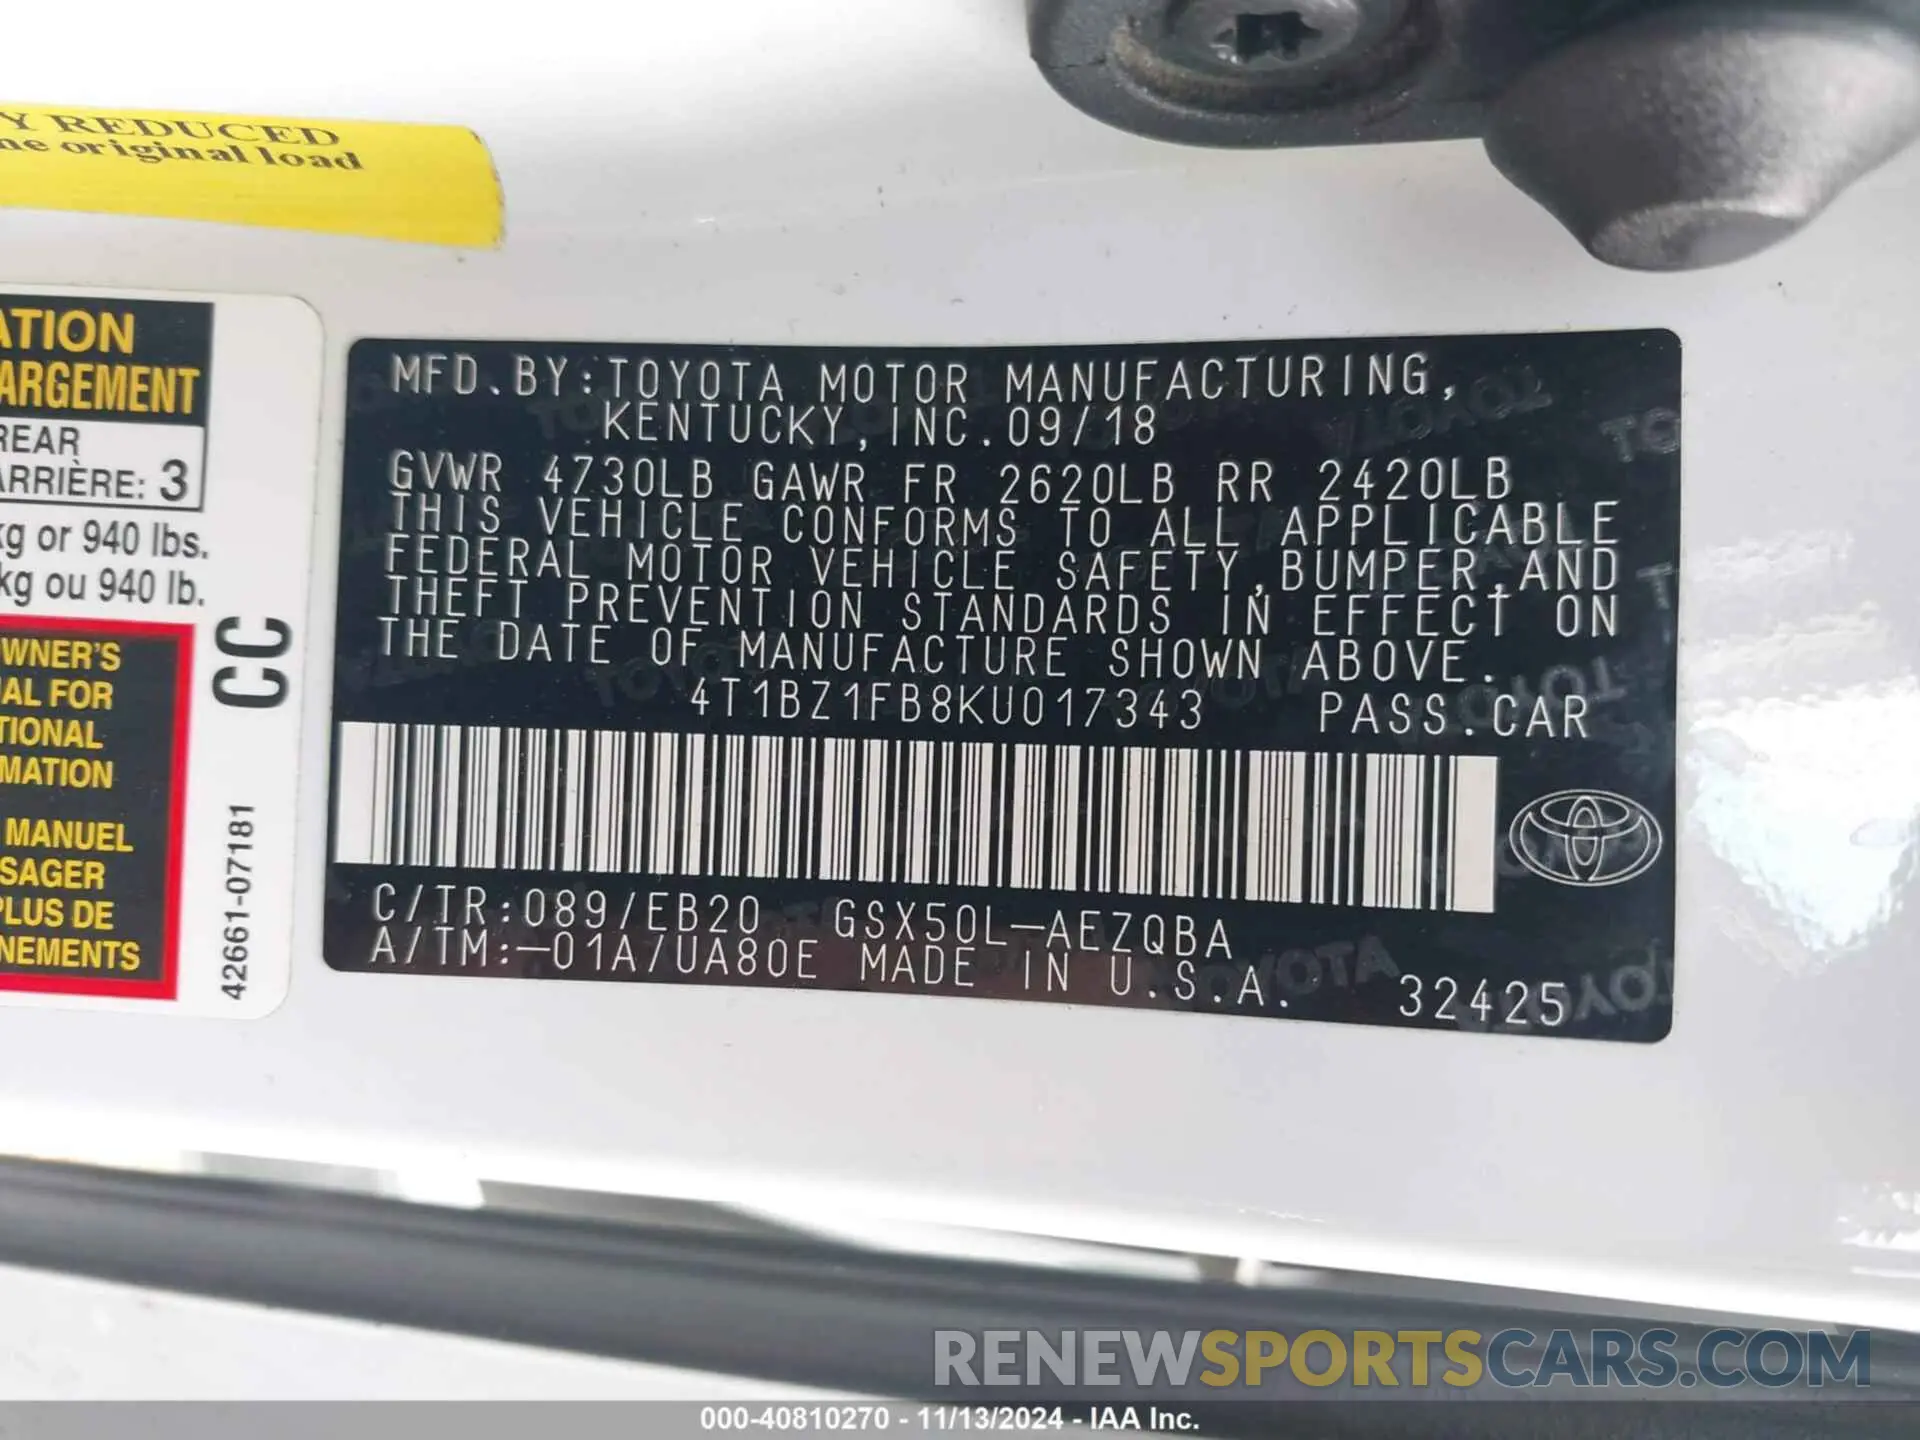 Y REDUCED
ne original load
ATION
ARGEMENT
REAR
ARRIÈRE: 3
kg or 940 lbs.
kg ou 940 lb.
WNER'S
AL FOR
TIONAL
MATION
MANUEL
SAGER
PLUS DE
NEMENTS
CC
42661-07181
MFD.BY:TOYOTA MOTOR MANUFACTURING,
KENTUCKY,INC.09/18
GVWR 4730LB GAWR FR 2620LB RR 2420LB
THIS VEHICLE CONFORMS TO ALL APPLICABLE
FEDERAL MOTOR VEHICLE SAFETY,BUMPER,AND
THEFT PREVENTION STANDARDS IN EFFECT ON
THE DATE OF MANUFACTURE SHOWN ABOVE.
4T1BZ1FB8KU017343 PASS.CAR
C/TR:089/EB20 GSX50L-AEZQBA
A/TM:-01A/UA80E MADE IN U.S.A. 32425
RENEWSPORTSCARS.COM
000-40810270 - 11/13/2024 - IAA Inc.